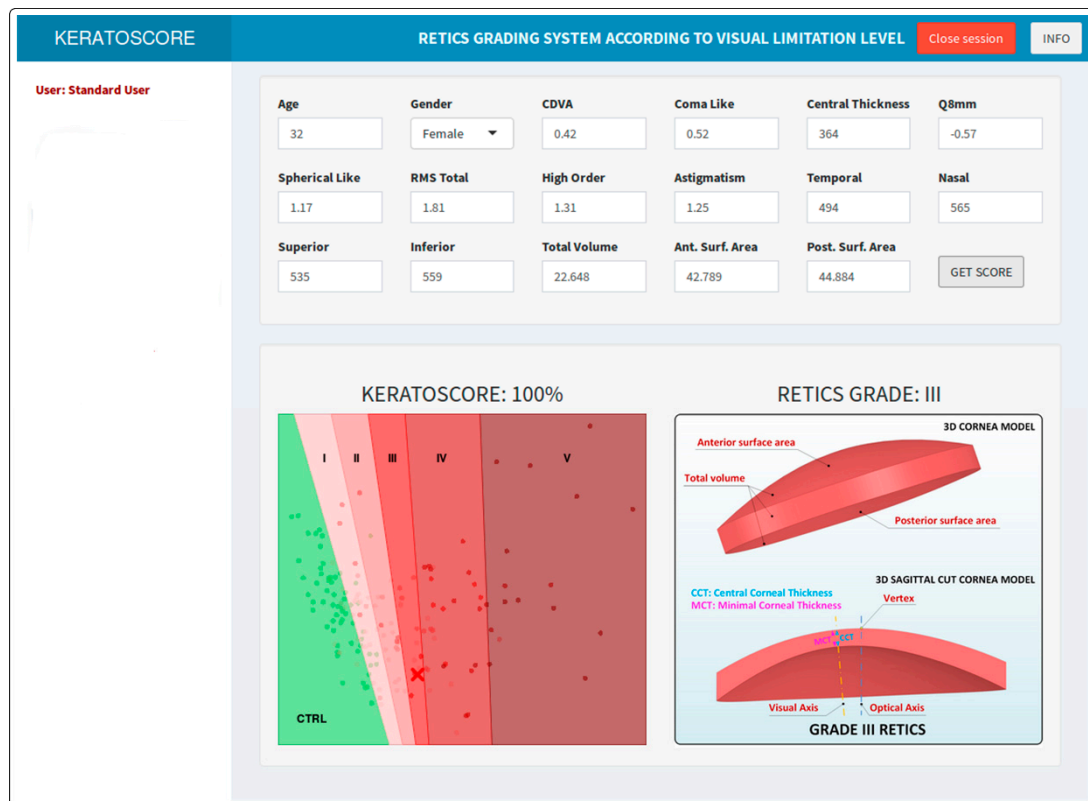 KERATOSCORE
RETICS GRADING SYSTEM ACCORDING TO VISUAL LIMITATION LEVEL
Close session
INFO
User: Standard User
Age Gender CDVA Coma Like Central Thickness Q8mm
32 Female 0.42 0.52 364 -0.57
Spherical Like RMS Total High Order Astigmatism Temporal Nasal
1.17 1.81 1.31 1.25 494 565
Superior Inferior Total Volume Ant. Surf. Area Post. Surf. Area
535 559 22.648 42.789 44.884 GET SCORE
KERATOSCORE: 100%
I II III IV V
CTRL
RETICS GRADE: III
3D CORNEA MODEL
Anterior surface area
Total volume
Posterior surface area
3D SAGITTAL CUT CORNEA MODEL
CCT: Central Corneal Thickness
MCT: Minimal Corneal Thickness
Vertex
MCT CCT
Visual Axis Optical Axis
GRADE III RETICS